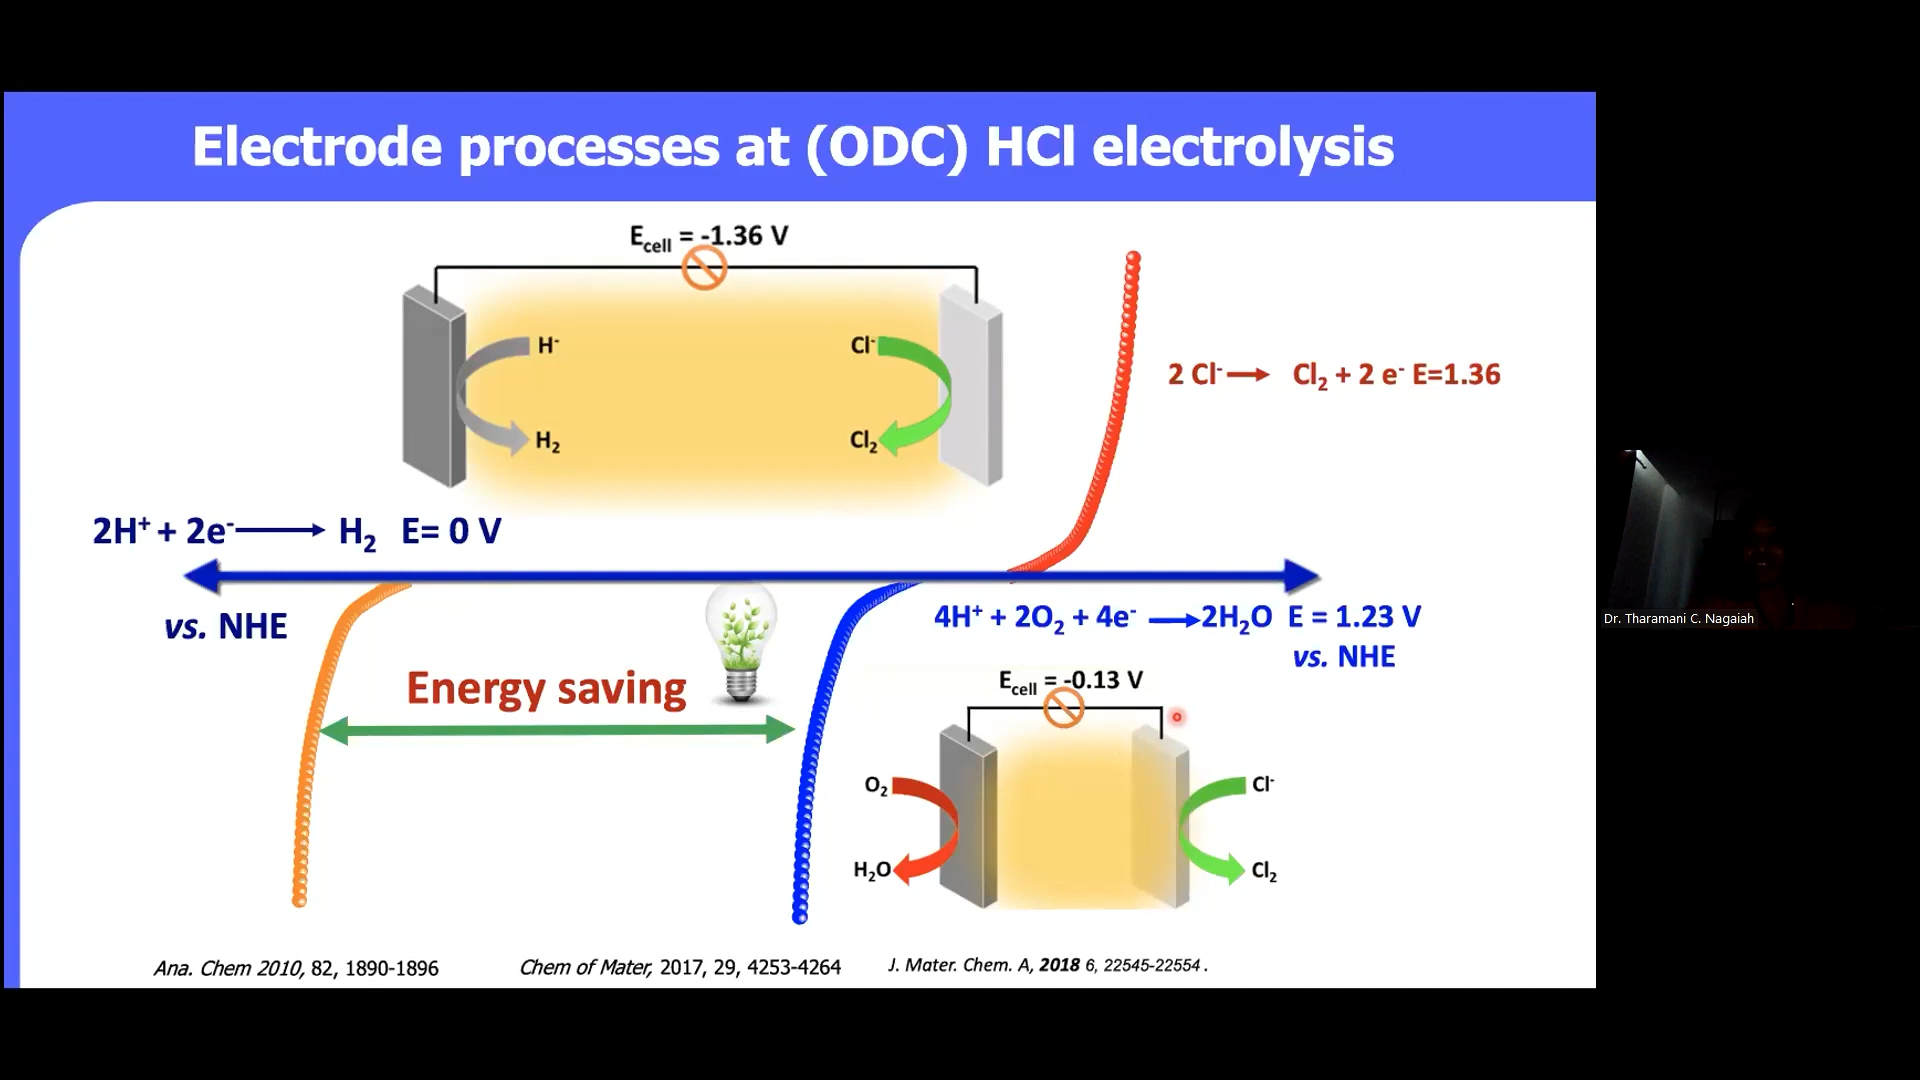 Electrode processes at (ODC) HCl electrolysis
E_cell = -1.36 V
H⁻
Cl⁻
H₂
Cl₂
2 Cl⁻ → Cl₂ + 2 e⁻ E=1.36
2H⁺ + 2e⁻ → H₂ E= 0 V
vs. NHE
4H⁺ + 2O₂ + 4e⁻ → 2H₂O E = 1.23 V
vs. NHE
Energy saving
E_cell = -0.13 V
O₂
Cl⁻
H₂O
Cl₂
Ana. Chem 2010, 82, 1890-1896
Chem of Mater, 2017, 29, 4253-4264
J. Mater. Chem. A, 2018 6, 22545-22554 .
Dr. Tharamani C. Nagaiah